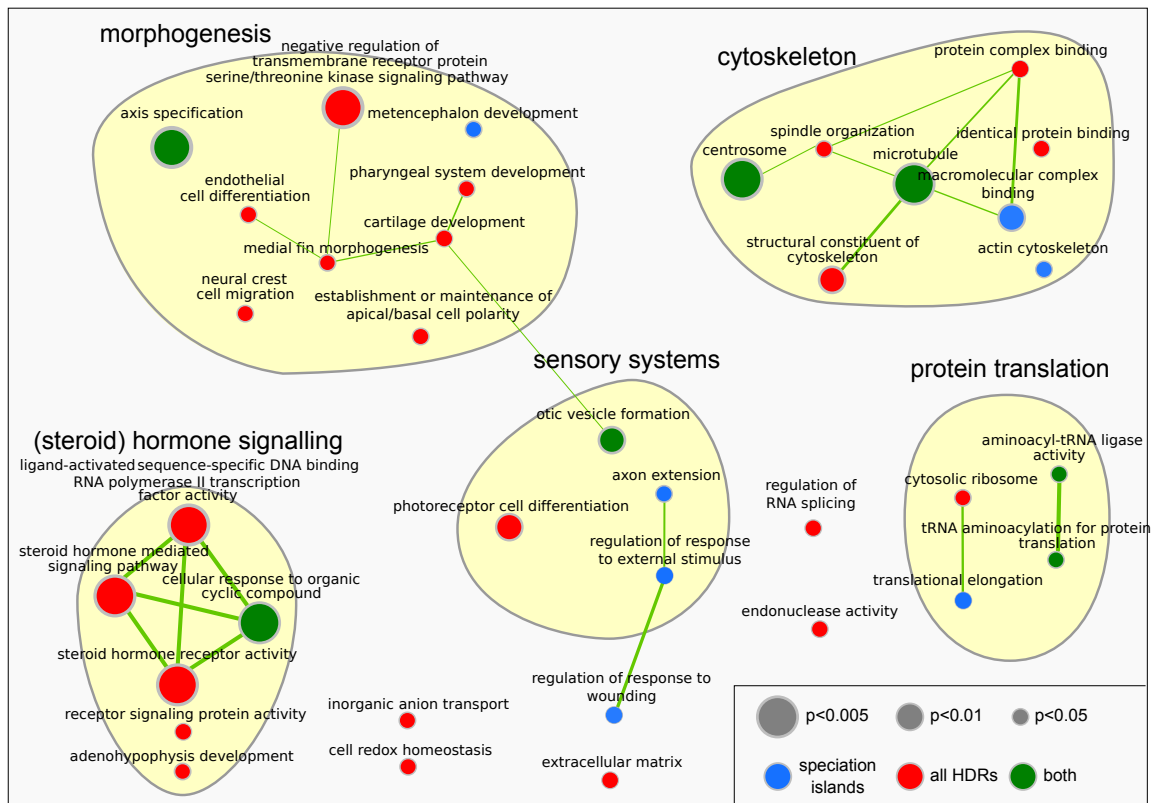 morphogenesis
negative regulation of
transmembrane receptor protein
serine/threonine kinase signaling pathway
axis specification
metencephalon development
endothelial
cell differentiation
pharyngeal system development
cartilage development
medial fin morphogenesis
neural crest
cell migration
establishment or maintenance of
apical/basal cell polarity
cytoskeleton
protein complex binding
spindle organization
identical protein binding
centrosome
microtubule
macromolecular complex
binding
structural constituent of
cytoskeleton
actin cytoskeleton
sensory systems
otic vesicle formation
axon extension
photoreceptor cell differentiation
regulation of response
to external stimulus
regulation of response to
wounding
protein translation
aminoacyl-tRNA ligase
activity
cytosolic ribosome
tRNA aminoacylation for protein
translation
translational elongation
regulation of
RNA splicing
endonuclease activity
(steroid) hormone signalling
ligand-activated sequence-specific DNA binding
RNA polymerase II transcription
factor activity
steroid hormone mediated
signaling pathway
cellular response to organic
cyclic compound
steroid hormone receptor activity
receptor signaling protein activity
adenohypophysis development
inorganic anion transport
cell redox homeostasis
extracellular matrix
p<0.005
p<0.01
p<0.05
speciation
islands
all HDRs
both